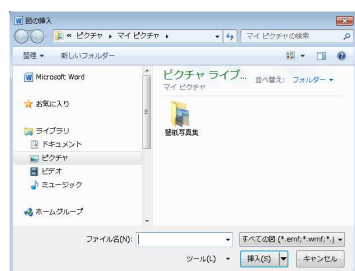 図の挿入
« ピクチャ ▸ マイ ピクチャ ▸
マイ ピクチャの検索
整理 ▾ 新しいフォルダー
Microsoft Word
お気に入り
ライブラリ
ドキュメント
ピクチャ
ビデオ
ミュージック
ホームグループ
ピクチャ ライブ...
並べ替え: フォルダー ▾
マイ ピクチャ
壁紙写真集
ファイル名(N):
すべての図 (*.emf;*.wmf;*.j
ツール(L) ▾ 挿入(S) ▾ キャンセル